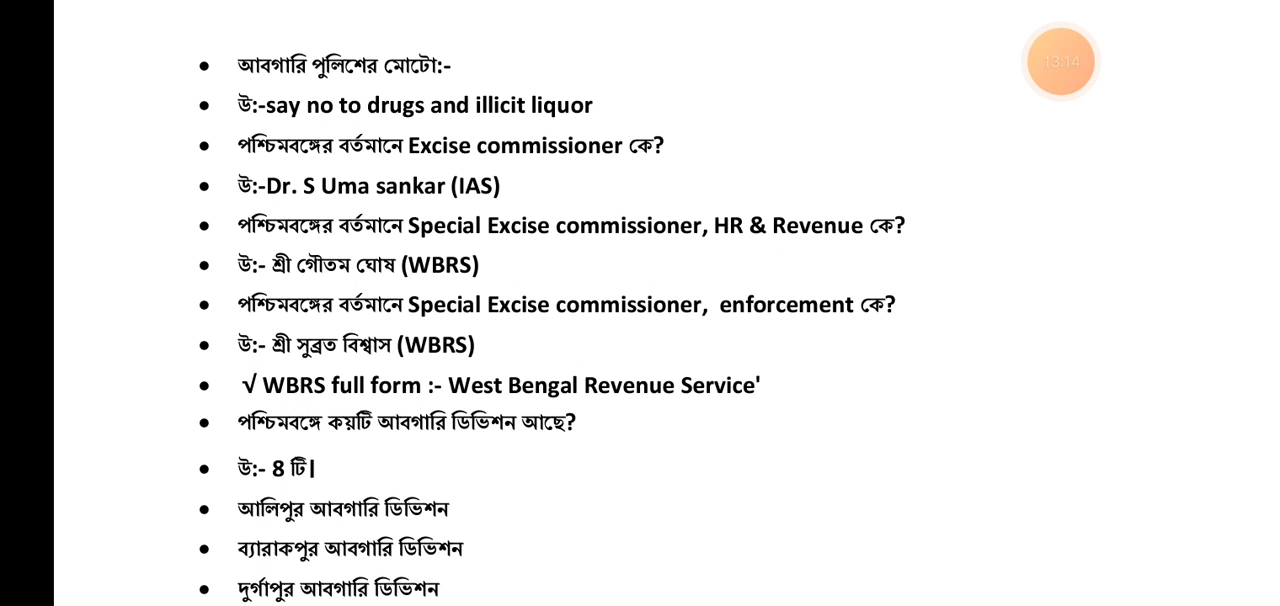 • আবগারি পুলিশের মোটো:-
13:14
• উ:-say no to drugs and illicit liquor
• পশ্চিমবঙ্গের বর্তমানে Excise commissioner কে?
• উ:-Dr. S Uma sankar (IAS)
• পশ্চিমবঙ্গের বর্তমানে Special Excise commissioner, HR & Revenue কে?
• উ:- শ্রী গৌতম ঘোষ (WBRS)
• পশ্চিমবঙ্গের বর্তমানে Special Excise commissioner, enforcement কে?
• উ:- শ্রী সুব্রত বিশ্বাস (WBRS)
• √ WBRS full form :- West Bengal Revenue Service'
• পশ্চিমবঙ্গে কয়টি আবগারি ডিভিশন আছে?
• উ:- 8 টি।
• আলিপুর আবগারি ডিভিশন
• ব্যারাকপুর আবগারি ডিভিশন
• দুর্গাপুর আবগারি ডিভিশন